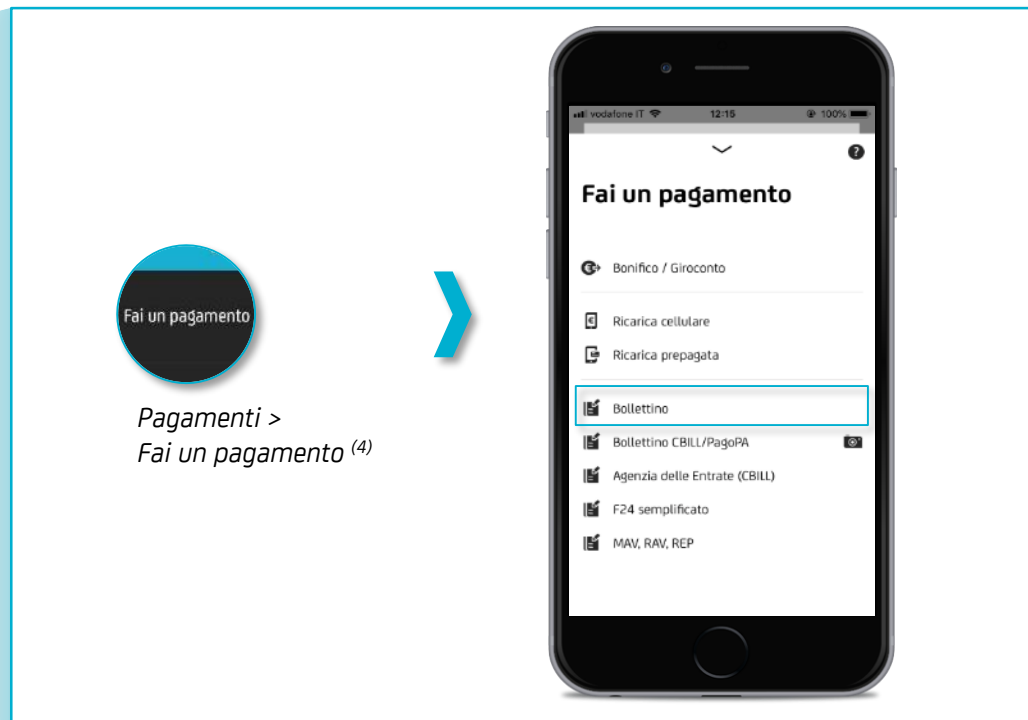 Fai un pagamento
Pagamenti >
Fai un pagamento (4)
vodafone IT 12:15 100%
?
Fai un pagamento
Bonifico / Giroconto
Ricarica cellulare
Ricarica prepagata
Bollettino
Bollettino CBILL/PagoPA
Agenzia delle Entrate (CBILL)
F24 semplificato
MAV, RAV, REP